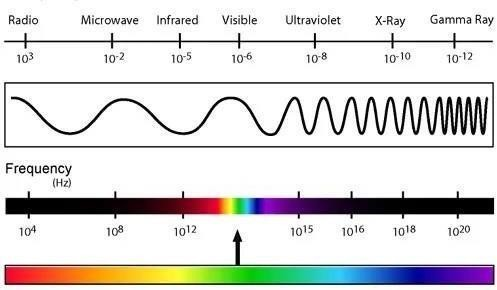 Radio Microwave Infrared Visible Ultraviolet X-Ray Gamma Ray
10³ 10⁻² 10⁻⁵ 10⁻⁶ 10⁻⁸ 10⁻¹⁰ 10⁻¹²
Frequency
(Hz)
10⁴ 10⁸ 10¹² 10¹⁵ 10¹⁶ 10¹⁸ 10²⁰